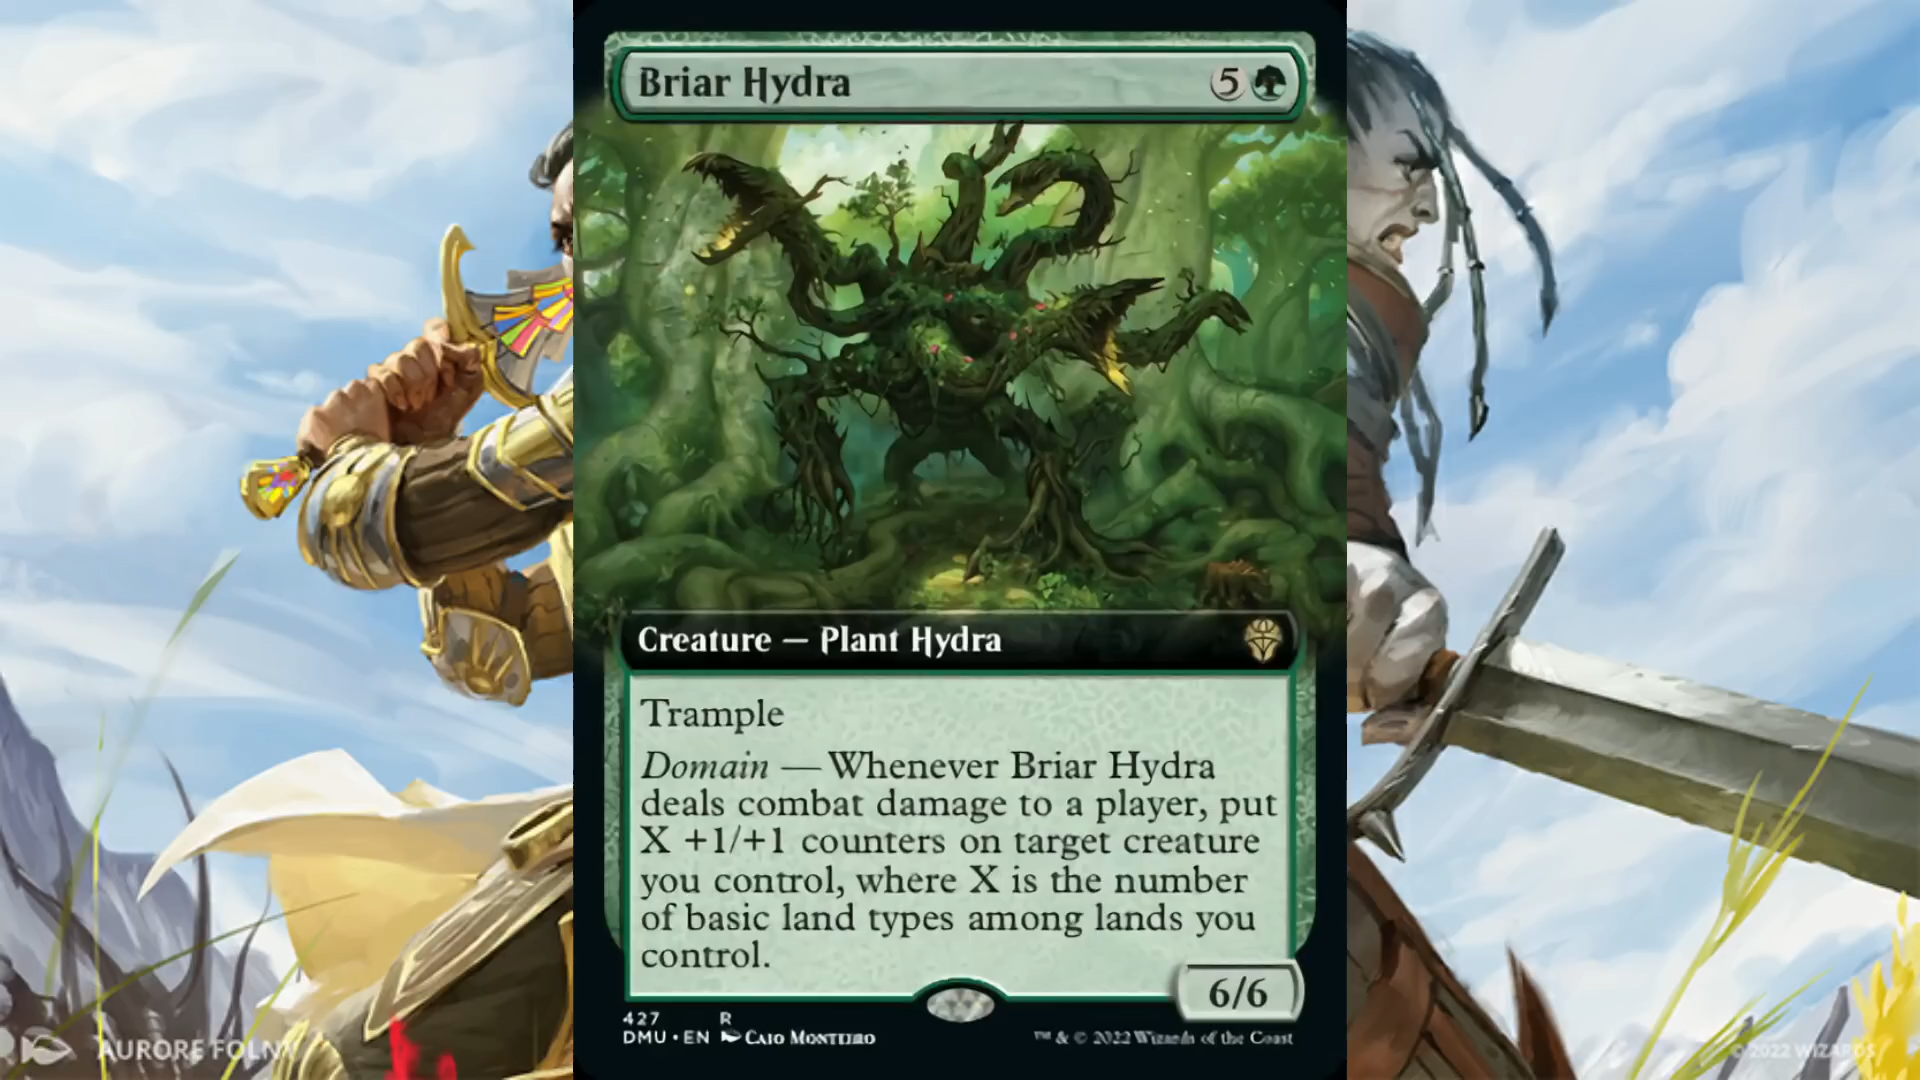 Briar Hydra 5
Creature — Plant Hydra
Trample
Domain — Whenever Briar Hydra
deals combat damage to a player, put
X +1/+1 counters on target creature
you control, where X is the number
of basic land types among lands you
control.
6/6
427 R
DMU • EN CAIO MONTEIRO
™ & © 2022 Wizards of the Coast
AURORE FOLNY
© 2022 WIZARDS